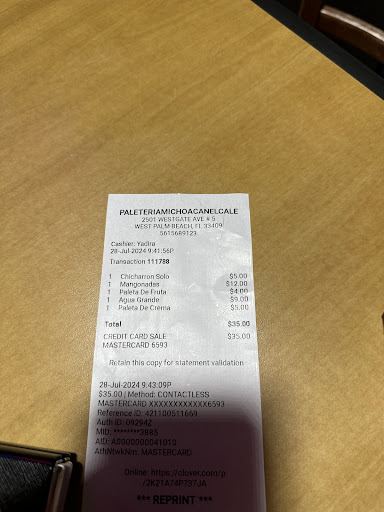 PALETERIAMICHOACANELCALE
2501 WESTGATE AVE # 5
WEST PALM BEACH, FL 33409
5615689123
Cashier: Yadira
28-Jul-2024 9:41:56P
Transaction 111788
1 Chicharron Solo $5.00
1 Mangonadas $12.00
1 Paleta De Fruta $4.00
1 Agua Grande $9.00
1 Paleta De Crema $5.00
Total $35.00
CREDIT CARD SALE $35.00
MASTERCARD 6593
Retain this copy for statement validation
28-Jul-2024 9:43:09P
$35.00 | Method: CONTACTLESS
MASTERCARD XXXXXXXXXXXX6593
Reference ID: 421100511669
Auth ID: 09294Z
MID: ********3885
AID: A0000000041010
AthNtwkNm: MASTERCARD
Online: https://clover.com/p
/2K21A74P737JA
*** REPRINT ***